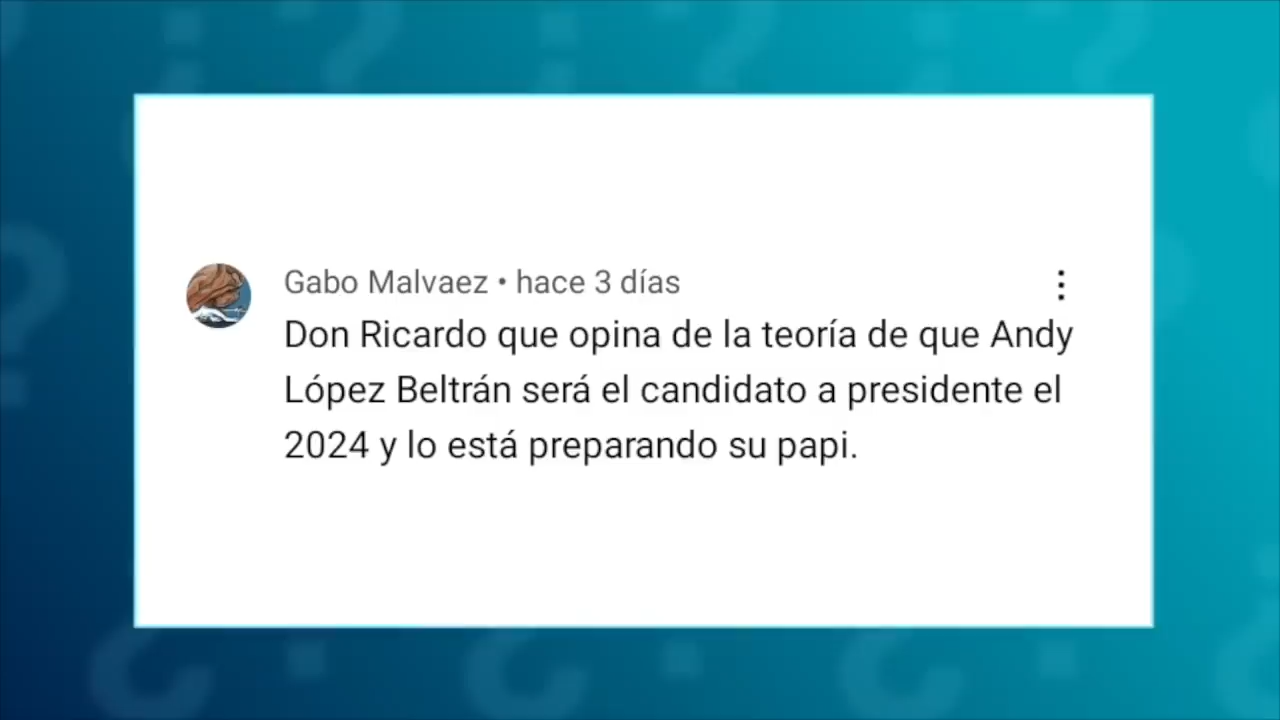 Gabo Malvaez • hace 3 días
Don Ricardo que opina de la teoría de que Andy
López Beltrán será el candidato a presidente el
2024 y lo está preparando su papi.